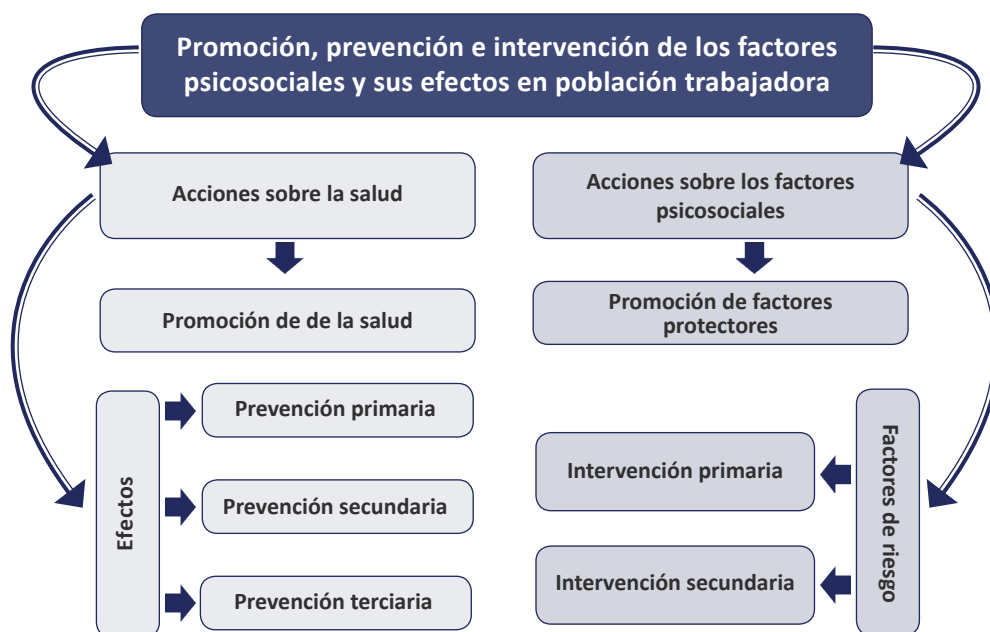 Promoción, prevención e intervención de los factores
psicosociales y sus efectos en población trabajadora
Acciones sobre la salud
Promoción de de la salud
Efectos
Prevención primaria
Prevención secundaria
Prevención terciaria
Acciones sobre los factores
psicosociales
Promoción de factores
protectores
Factores de riesgo
Intervención primaria
Intervención secundaria